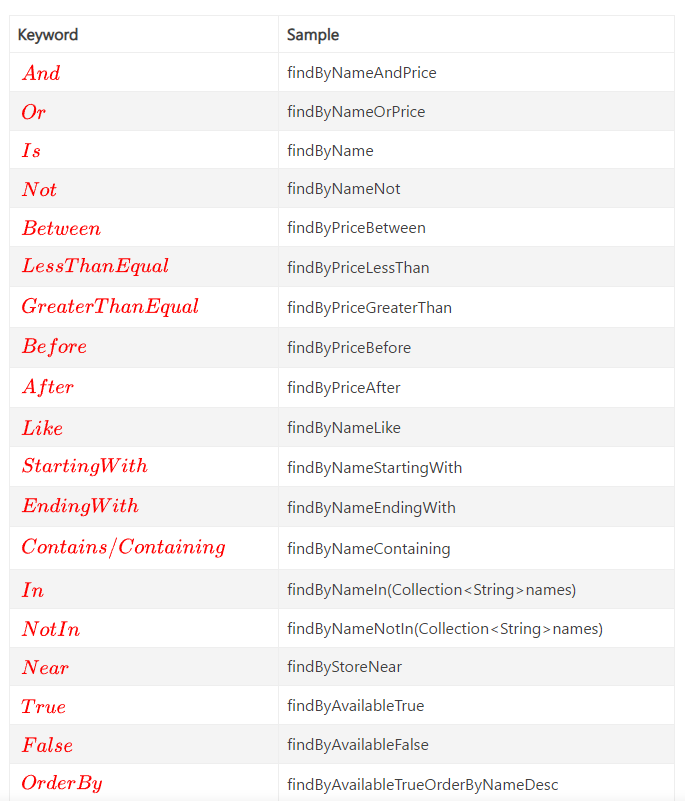 Keyword Sample
And findByNameAndPrice
Or findByNameOrPrice
Is findByName
Not findByNameNot
Between findByPriceBetween
LessThanEqual findByPriceLessThan
GreaterThanEqual findByPriceGreaterThan
Before findByPriceBefore
After findByPriceAfter
Like findByNameLike
StartingWith findByNameStartingWith
EndingWith findByNameEndingWith
Contains/Containing findByNameContaining
In findByNameIn(Collection<String>names)
NotIn findByNameNotIn(Collection<String>names)
Near findByStoreNear
True findByAvailableTrue
False findByAvailableFalse
OrderBy findByAvailableTrueOrderByNameDesc